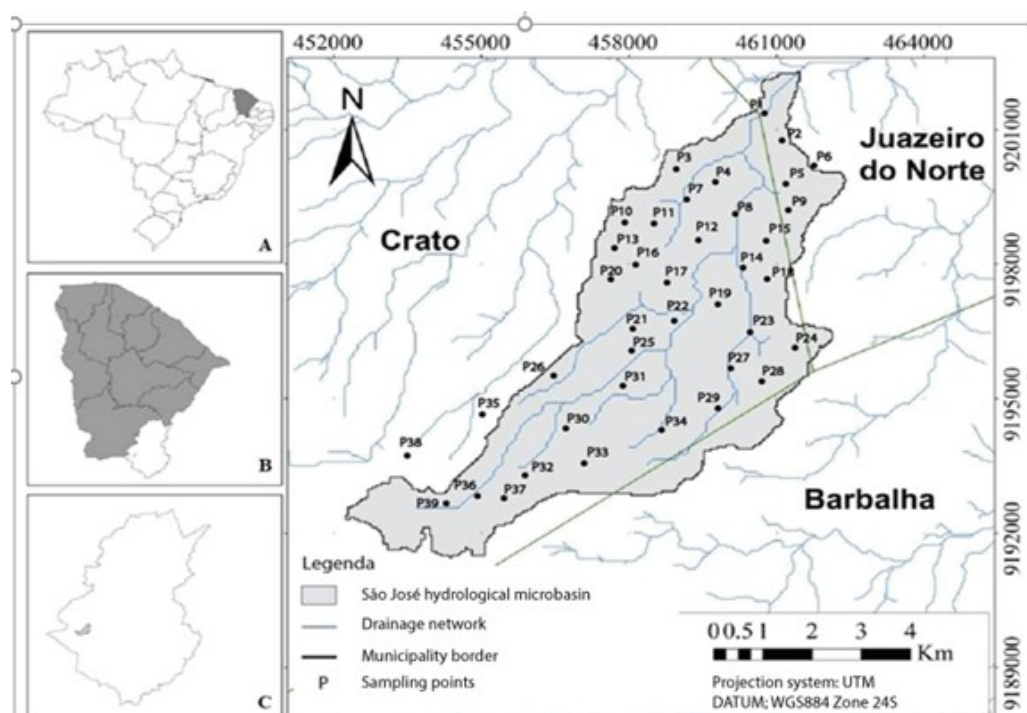 452000 455000 458000 461000 464000
N
A
B
C
Crato
Juazeiro
do Norte
Barbalha
9201000
9198000
9195000
9192000
9189000
P2
P3
P6
P4
P5
P7
P8
P9
P10
P11
P12
P15
P13
P16
P14
P20
P17
P19
P22
P21
P23
P25
P24
P26
P27
P28
P31
P35
P29
P30
P34
P38
P33
P32
P36
P37
P39
Legenda
São José hydrological microbasin
Drainage network
Municipality border
P Sampling points
0 0.5 1 2 3 4
Km
Projection system: UTM
DATUM; WGS884 Zone 24S